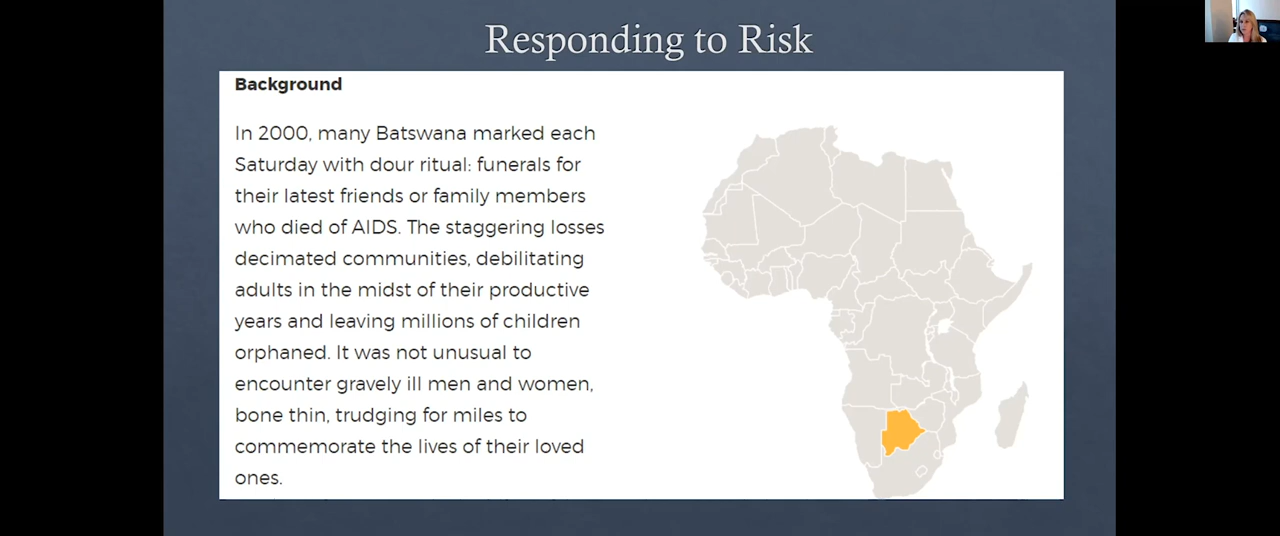 Responding to Risk
Background
In 2000, many Batswana marked each
Saturday with dour ritual: funerals for
their latest friends or family members
who died of AIDS. The staggering losses
decimated communities, debilitating
adults in the midst of their productive
years and leaving millions of children
orphaned. It was not unusual to
encounter gravely ill men and women,
bone thin, trudging for miles to
commemorate the lives of their loved
ones.